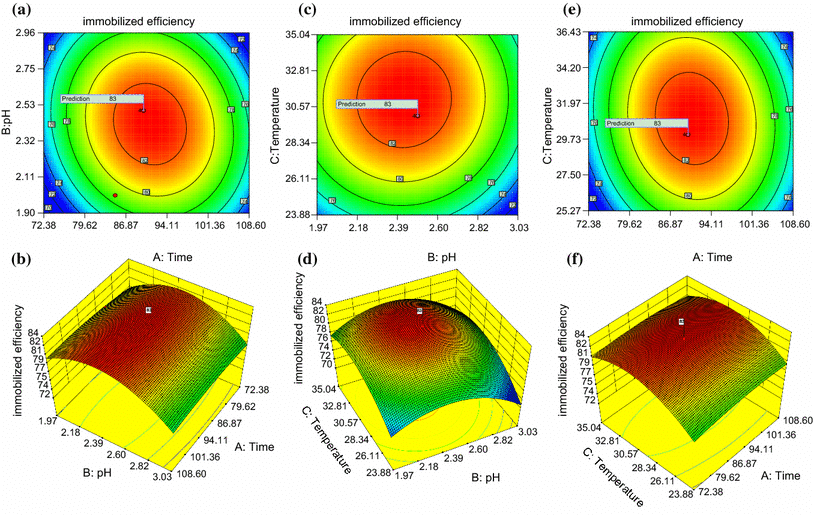 (a) immobilized efficiency
2.96
2.75
2.53
2.32
2.11
1.90
B:pH
Prediction 83
72.38 79.62 86.87 94.11 101.36 108.60
A: Time
(c) immobilized efficiency
35.04
32.81
30.57
28.34
26.11
23.88
C:Temperature
Prediction 83
1.97 2.18 2.39 2.60 2.82 3.03
B: pH
(e) immobilized efficiency
36.43
34.20
31.97
29.73
27.50
25.27
C:Temperature
Prediction 83
72.38 79.62 86.87 94.11 101.36 108.60
A: Time
(b)
immobilized efficiency
84
82
81
79
77
75
74
72
1.97 2.18 2.39 2.60 2.82 3.03
B: pH
72.38
79.62
86.87
94.11
101.36
108.60
A: Time
(d)
immobilized efficiency
84
82
80
78
76
74
72
70
35.04
32.81
30.57
28.34
26.11
23.88
C: Temperature
1.97 2.18 2.39 2.60 2.82 3.03
B: pH
(f)
immobilized efficiency
84
82
81
79
77
75
74
72
35.04
32.81
30.57
28.34
26.11
23.88
C: Temperature
108.60
101.36
94.11
86.87
79.62
72.38
A: Time